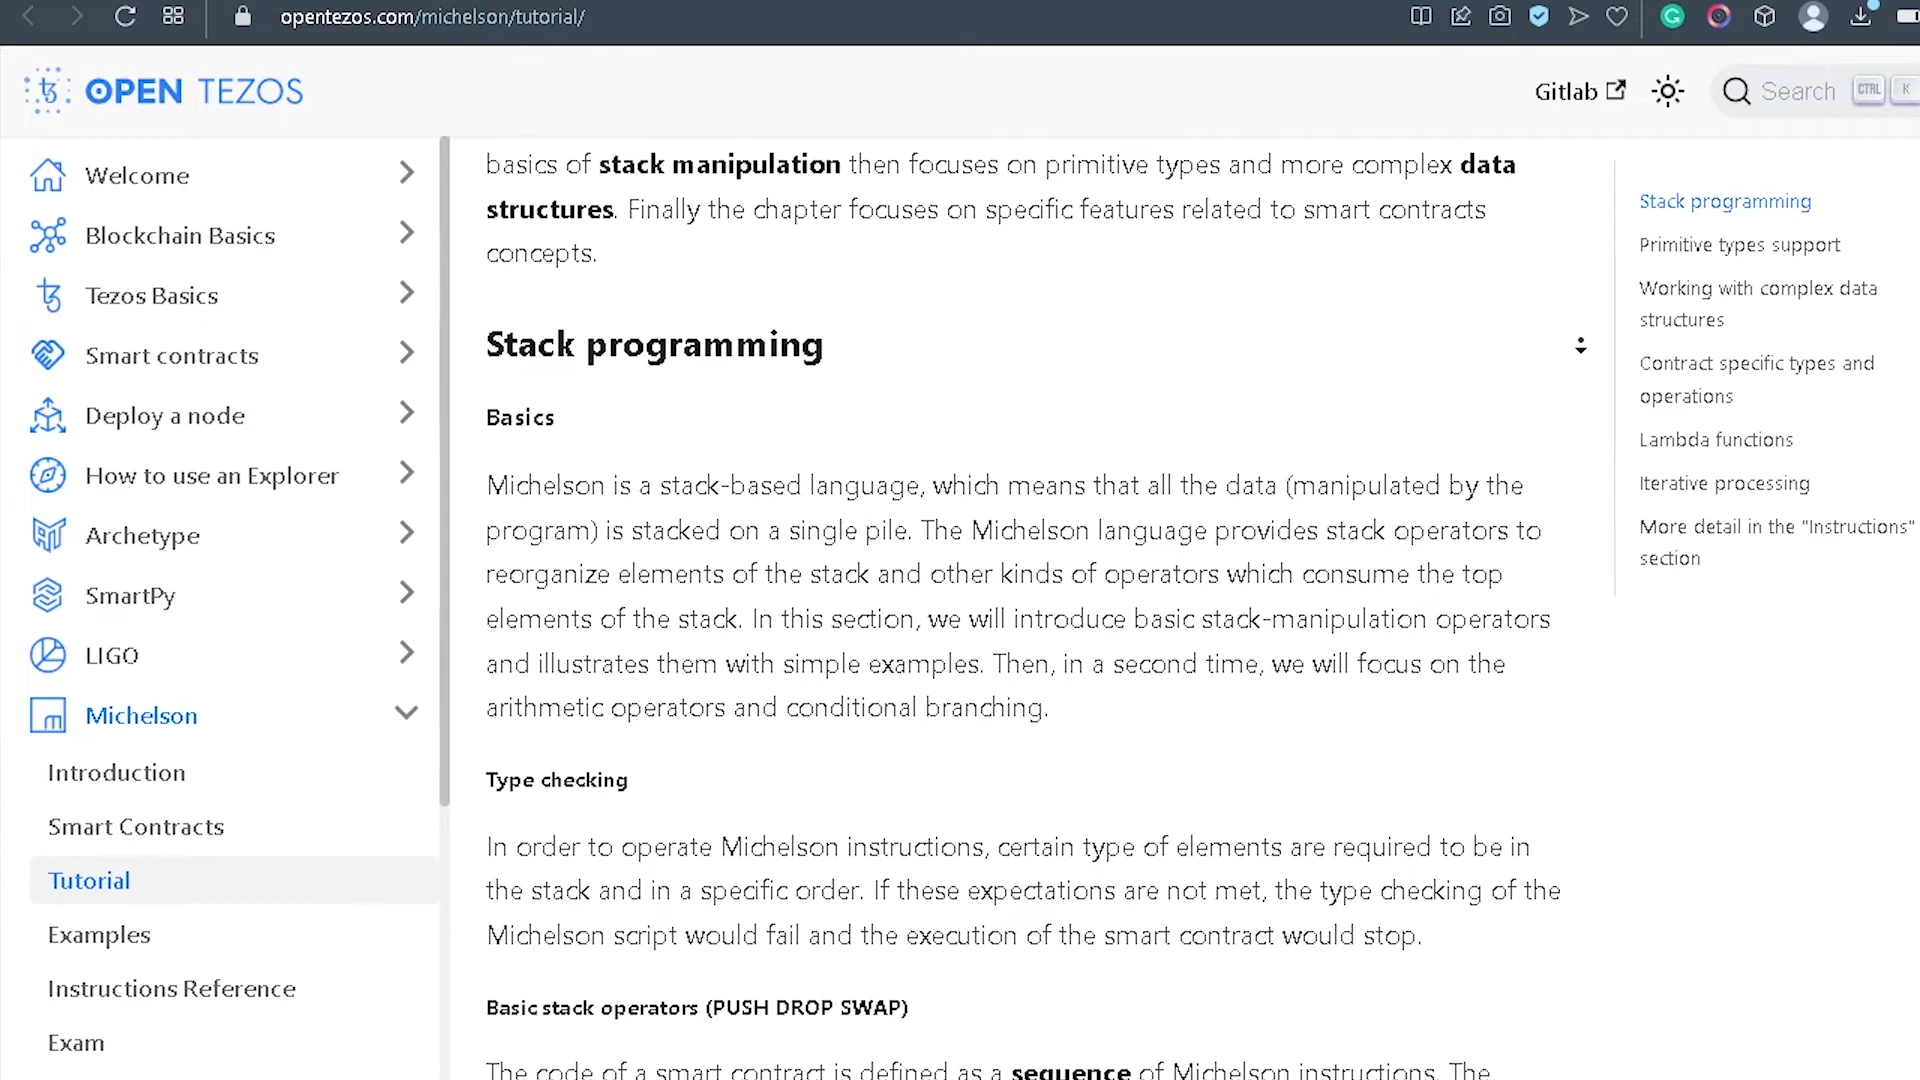 opentezos.com/michelson/tutorial/
OPEN TEZOS
Gitlab
Search
CTRL
K
Welcome
Blockchain Basics
Tezos Basics
Smart contracts
Deploy a node
How to use an Explorer
Archetype
SmartPy
LIGO
Michelson
Introduction
Smart Contracts
Tutorial
Examples
Instructions Reference
Exam
basics of stack manipulation then focuses on primitive types and more complex data
structures. Finally the chapter focuses on specific features related to smart contracts
concepts.
Stack programming
Basics
Michelson is a stack-based language, which means that all the data (manipulated by the
program) is stacked on a single pile. The Michelson language provides stack operators to
reorganize elements of the stack and other kinds of operators which consume the top
elements of the stack. In this section, we will introduce basic stack-manipulation operators
and illustrates them with simple examples. Then, in a second time, we will focus on the
arithmetic operators and conditional branching.
Type checking
In order to operate Michelson instructions, certain type of elements are required to be in
the stack and in a specific order. If these expectations are not met, the type checking of the
Michelson script would fail and the execution of the smart contract would stop.
Basic stack operators (PUSH DROP SWAP)
The code of a smart contract is defined as a sequence of Michelson instructions. The
Stack programming
Primitive types support
Working with complex data
structures
Contract specific types and
operations
Lambda functions
Iterative processing
More detail in the "Instructions"
section